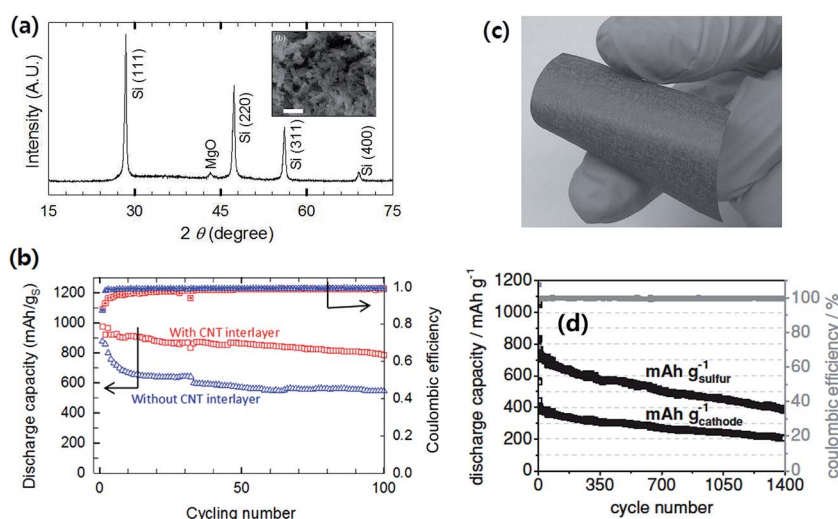 (a)
Intensity (A.U.)
Si (111)
MgO
Si (220)
Si (311)
Si (400)
(b)
15 30 45 60 75
2 θ (degree)
(c)
(b)
Discharge capacity (mAh/gS)
1200
1000
800
600
400
200
0
With CNT interlayer
Without CNT interlayer
1.0
0.8
0.6
0.4
0.2
0.0
Coulombic efficiency
0 50 100
Cycling number
(d)
discharge capacity / mAh g-1
1200
1000
800
600
400
200
0
mAh g-1 sulfur
mAh g-1 cathode
100
80
60
40
20
0
coulombic efficiency / %
0 350 700 1050 1400
cycle number